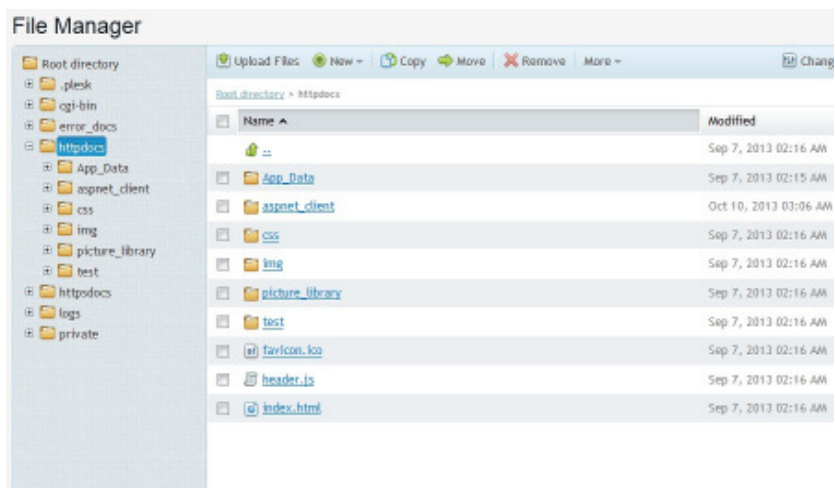 File Manager
Root directory
.plesk
cgi-bin
error_docs
httpdocs
App_Data
aspnet_client
css
img
picture_library
test
httpsdocs
logs
private
Upload Files New Copy Move Remove More Chang
Root directory > httpdocs
Name Modified
.. Sep 7, 2013 02:16 AM
App_Data Sep 7, 2013 02:15 AM
aspnet_client Oct 10, 2013 03:06 AM
css Sep 7, 2013 02:16 AM
img Sep 7, 2013 02:16 AM
picture_library Sep 7, 2013 02:16 AM
test Sep 7, 2013 02:16 AM
favicon.ico Sep 7, 2013 02:16 AM
header.js Sep 7, 2013 02:16 AM
index.html Sep 7, 2013 02:16 AM